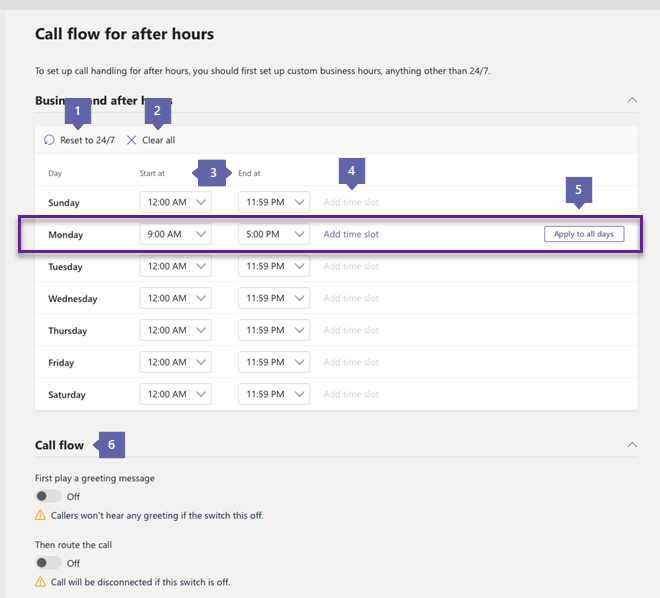 Call flow for after hours
To set up call handling for after hours, you should first set up custom business hours, anything other than 24/7.
1 2
Reset to 24/7 Clear all
Day Start at 3 End at 4 5
Sunday 12:00 AM 11:59 PM Add time slot
Monday 9:00 AM 5:00 PM Add time slot Apply to all days
Tuesday 12:00 AM 11:59 PM Add time slot
Wednesday 12:00 AM 11:59 PM Add time slot
Thursday 12:00 AM 11:59 PM Add time slot
Friday 12:00 AM 11:59 PM Add time slot
Saturday 12:00 AM 11:59 PM Add time slot
Call flow 6
First play a greeting message
Off
Callers won't hear any greeting if the switch this off.
Then route the call
Off
Call will be disconnected if this switch is off.